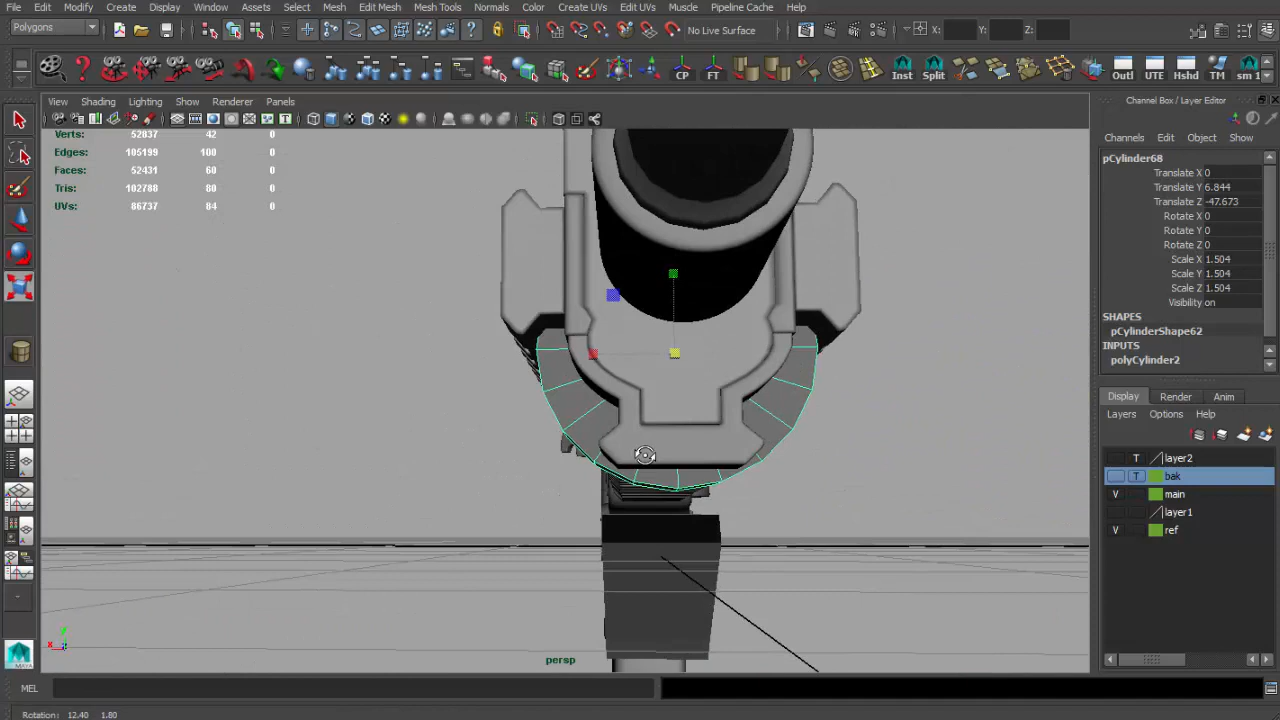 File Edit Modify Create Display Window Assets Select Mesh Edit Mesh Mesh Tools Normals Color Create UVs Edit UVs Muscle Pipeline Cache Help
Polygons No Live Surface X: Y: Z:
CP FT Inst Split Outl UTE Hshd TM sm 1
View Shading Lighting Show Renderer Panels
Channel Box / Layer Editor
Verts: 52837 42 0
Edges: 105199 100 0
Faces: 52431 60 0
Tris: 102780 80 0
UVs: 86737 84 0
Channels Edit Object Show
pCylinder68
Translate X 0
Translate Y 6.844
Translate Z -47.673
Rotate X 0
Rotate Y 0
Rotate Z 0
Scale X 1.504
Scale Y 1.504
Scale Z 1.504
Visibility on
SHAPES
pCylinderShape62
INPUTS
polyCylinder2
Display Render Anim
Layers Options Help
T layer2
T bak
V main
layer1
V ref
y
x
persp
MAYA
MEL
Rotation: 12.40 1.80